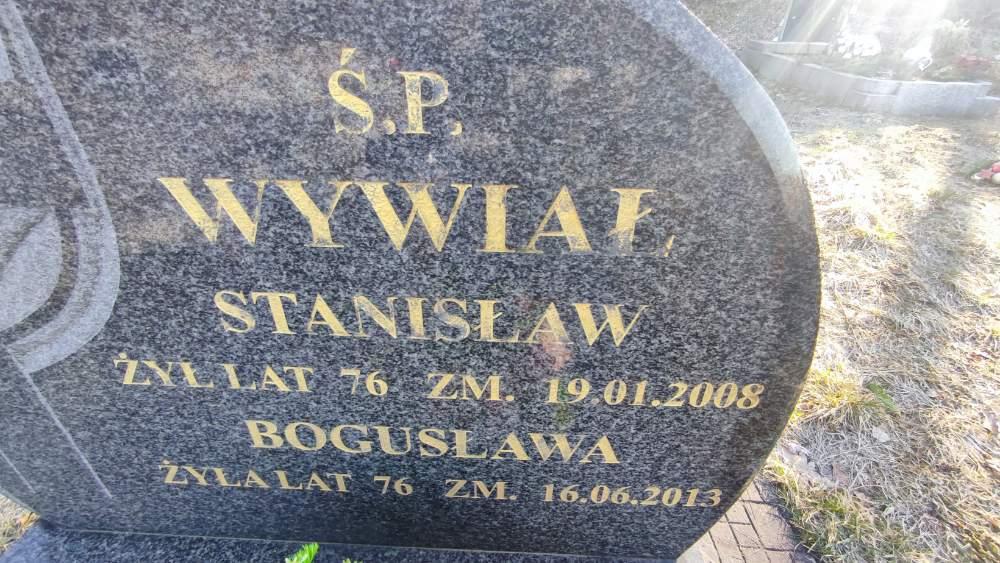 Ś.P.
WYWIAŁ
STANISŁAW
ŻYŁ LAT 76 ZM. 19.01.2008
BOGUSŁAWA
ŻYŁA LAT 76 ZM. 16.06.2013